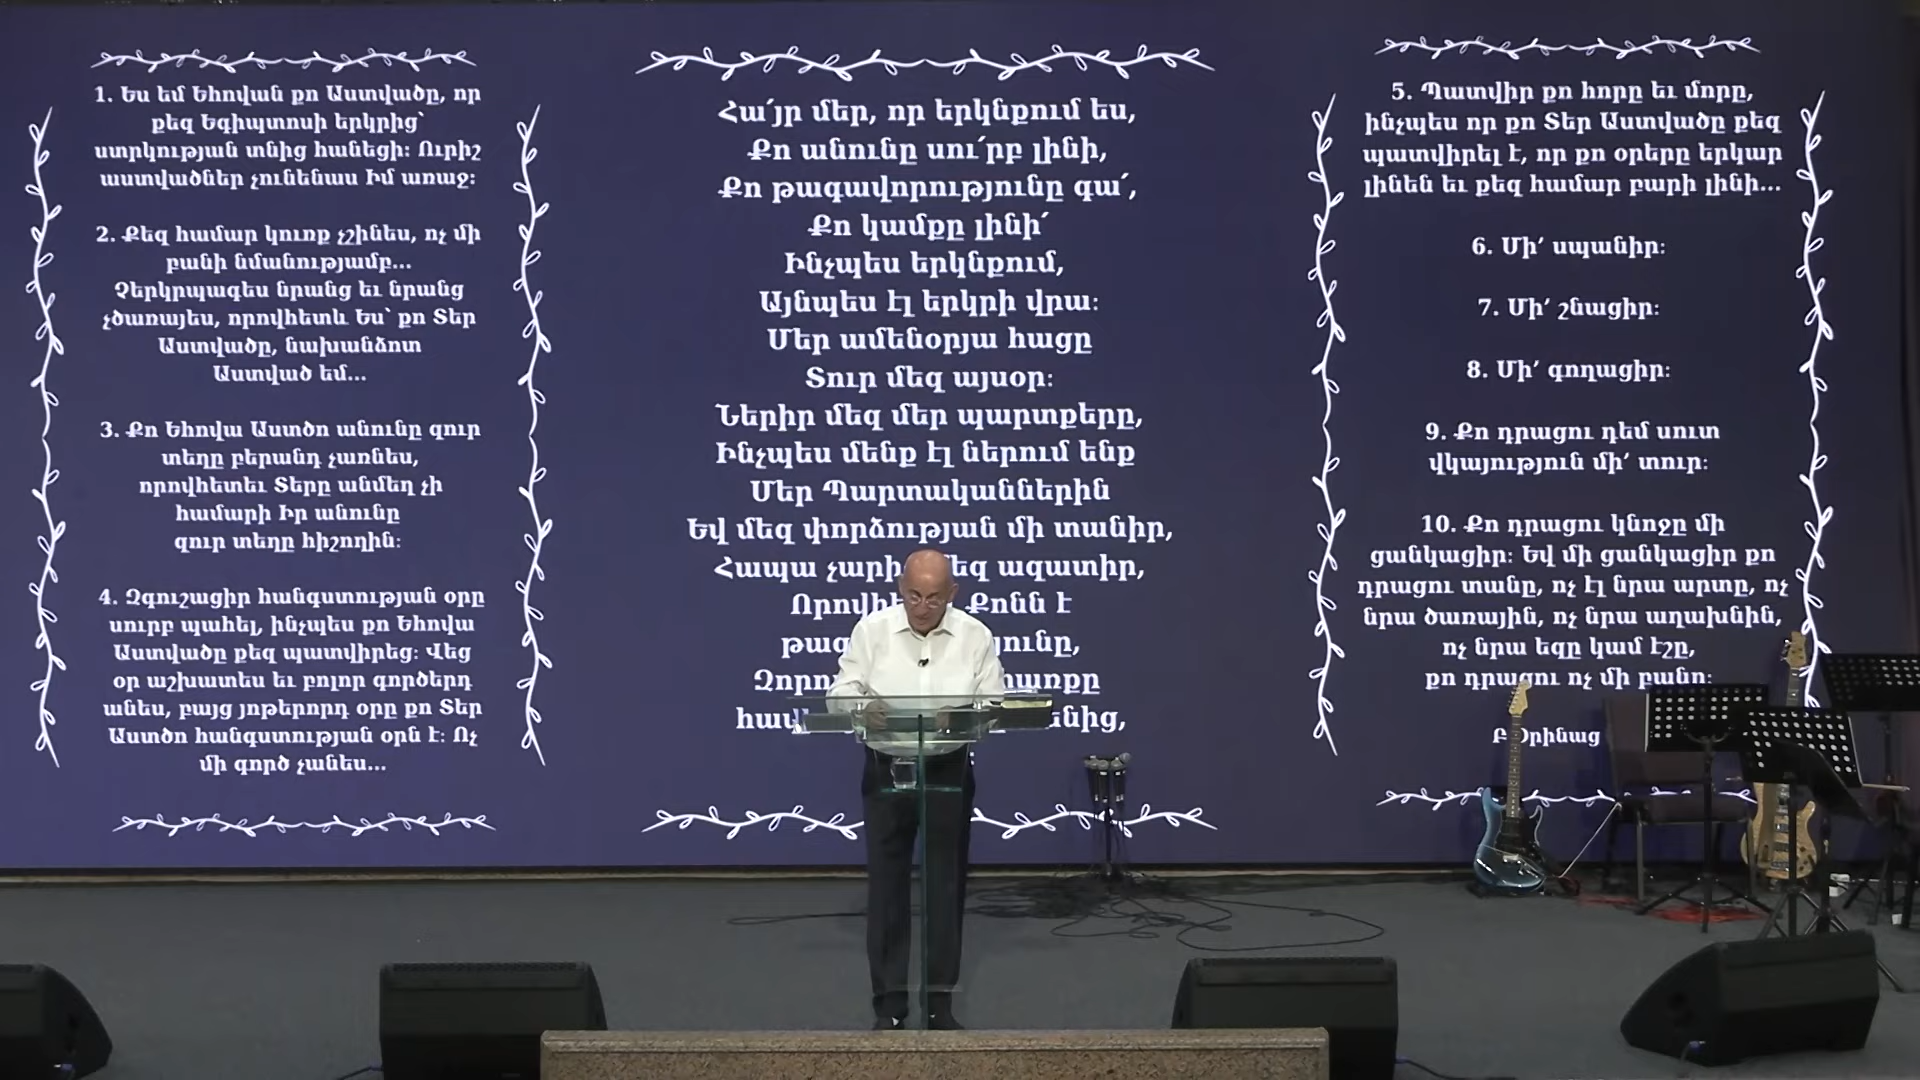 1. Ես եմ Եհովան քո Աստվածը, որ
քեզ Եգիպտոսի երկրից՝
ստրկության տնից հանեցի։ Ուրիշ
աստվածներ չունենաս Իմ առաջ։
2. Քեզ համար կուռք չշինես, ոչ մի
բանի նմանությամբ...
Չերկրպագես նրանց եւ նրանց
չծառայես, որովհետև Ես՝ քո Տեր
Աստվածը, նախանձոտ
Աստված եմ...
3. Քո Եհովա Աստծո անունը զուր
տեղը բերանդ չառնես,
որովհետեւ Տերը անմեղ չի
համարի Իր անունը
զուր տեղը հիշողին։
4. Զգուշացիր հանգստության օրը
սուրբ պահել, ինչպես քո Եհովա
Աստվածը քեզ պատվիրեց։ Վեց
օր աշխատես եւ բոլոր գործերդ
անես, բայց յոթերորդ օրը քո Տեր
Աստծո հանգստության օրն է։ Ոչ
մի գործ չանես...
Հա՛յր մեր, որ երկնքում ես,
Քո անունը սու՛րբ լինի,
Քո թագավորությունը գա՛,
Քո կամքը լինի՛
Ինչպես երկնքում,
Այնպես էլ երկրի վրա։
Մեր ամենօրյա հացը
Տուր մեզ այսօր։
Ներիր մեզ մեր պարտքերը,
Ինչպես մենք էլ ներում ենք
Մեր Պարտականներին
Եվ մեզ փորձության մի տանիր,
Հապա չարի ազատիր,
Քոնն է
5. Պատվիր քո հորը եւ մորը,
ինչպես որ քո Տեր Աստվածը քեզ
պատվիրել է, որ քո օրերը երկար
լինեն եւ քեզ համար բարի լինի...
6. Մի՛ սպանիր։
7. Մի՛ շնացիր։
8. Մի՛ գողացիր։
9. Քո դրացու դեմ սուտ
վկայություն մի՛ տուր։
10. Քո դրացու կնոջը մի
ցանկացիր։ Եվ մի ցանկացիր քո
դրացու տանը, ոչ էլ նրա արտը, ոչ
նրա ծառային, ոչ նրա աղախնին,
ոչ նրա եզը կամ էշը,
քո դրացու ոչ մի բանը։
Օրինաց